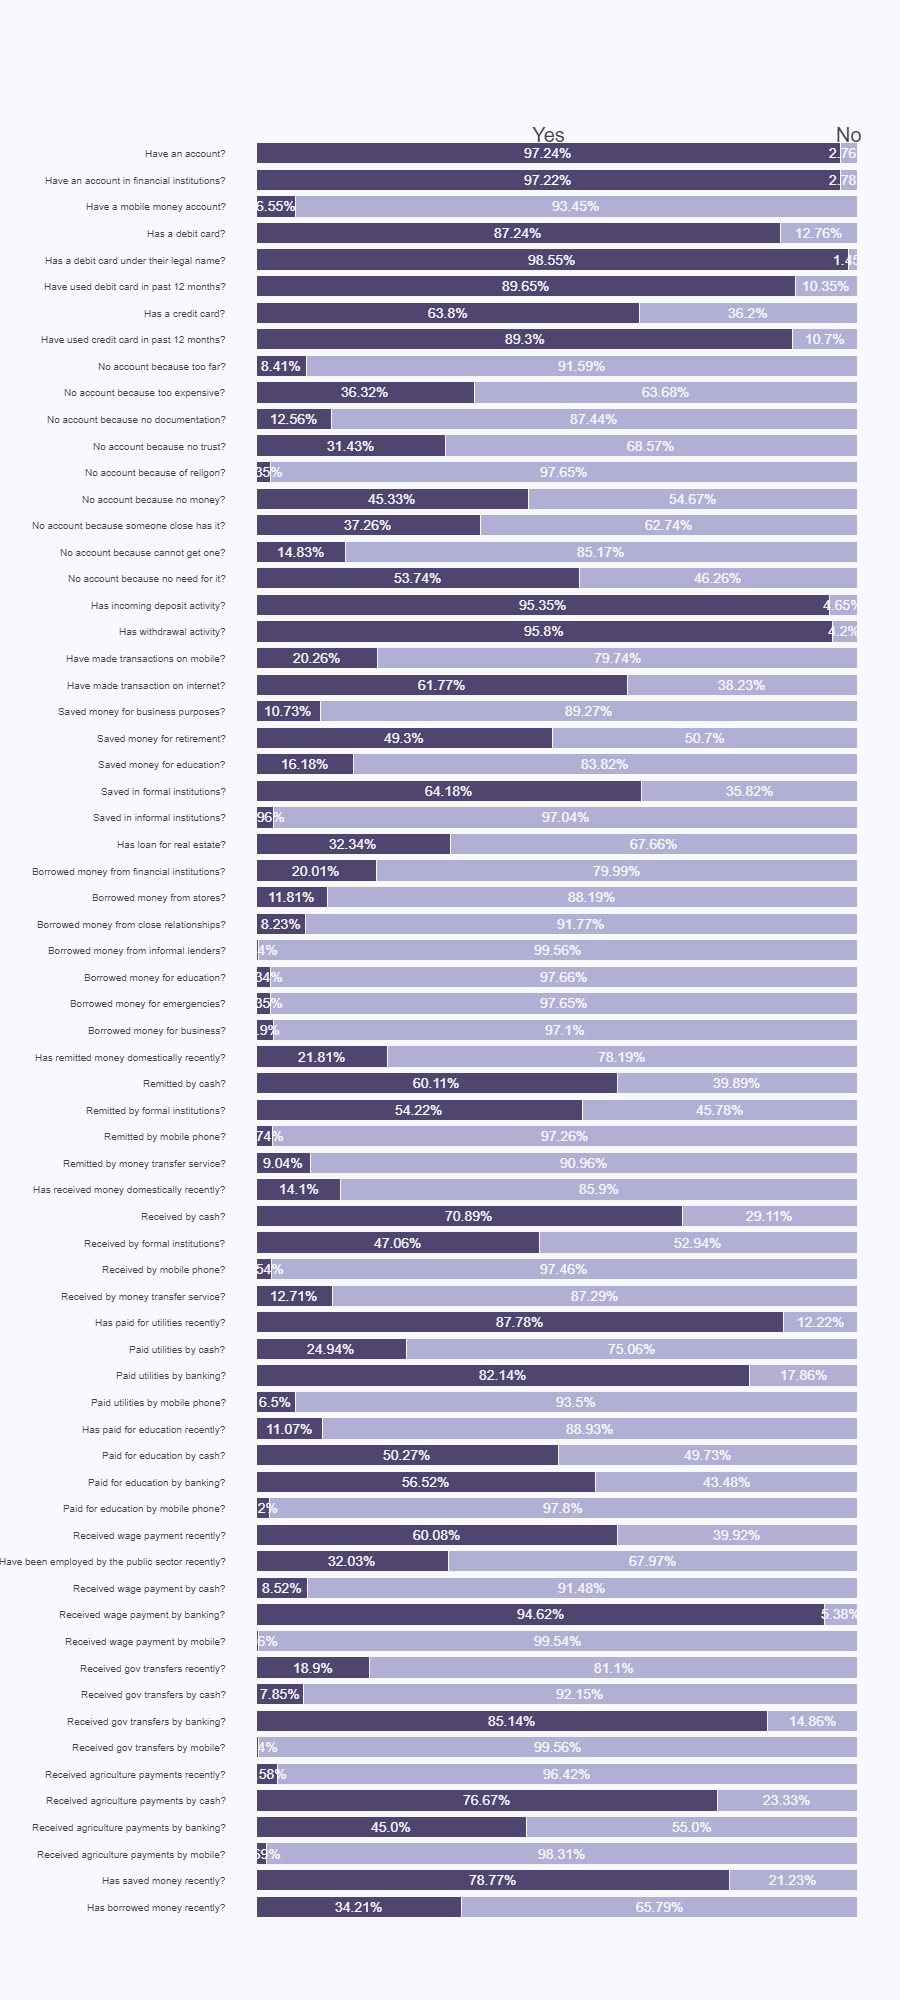 Yes No
Have an account? 97.24% 2.76
Have an account in financial institutions? 97.22% 2.78
Have a mobile money account? 6.55% 93.45%
Has a debit card? 87.24% 12.76%
Has a debit card under their legal name? 98.55% 1.45
Have used debit card in past 12 months? 89.65% 10.35%
Has a credit card? 63.8% 36.2%
Have used credit card in past 12 months? 89.3% 10.7%
No account because too far? 8.41% 91.59%
No account because too expensive? 36.32% 63.68%
No account because no documentation? 12.56% 87.44%
No account because no trust? 31.43% 68.57%
No account because of religon? 35% 97.65%
No account because no money? 45.33% 54.67%
No account because someone close has it? 37.26% 62.74%
No account because cannot get one? 14.83% 85.17%
No account because no need for it? 53.74% 46.26%
Has incoming deposit activity? 95.35% 4.65%
Has withdrawal activity? 95.8% 4.2%
Have made transactions on mobile? 20.26% 79.74%
Have made transaction on internet? 61.77% 38.23%
Saved money for business purposes? 10.73% 89.27%
Saved money for retirement? 49.3% 50.7%
Saved money for education? 16.18% 83.82%
Saved in formal institutions? 64.18% 35.82%
Saved in informal institutions? 96% 97.04%
Has loan for real estate? 32.34% 67.66%
Borrowed money from financial institutions? 20.01% 79.99%
Borrowed money from stores? 11.81% 88.19%
Borrowed money from close relationships? 8.23% 91.77%
Borrowed money from informal lenders? 4% 99.56%
Borrowed money for education? 34% 97.66%
Borrowed money for emergencies? 35% 97.65%
Borrowed money for business? .9% 97.1%
Has remitted money domestically recently? 21.81% 78.19%
Remitted by cash? 60.11% 39.89%
Remitted by formal institutions? 54.22% 45.78%
Remitted by mobile phone? 74% 97.26%
Remitted by money transfer service? 9.04% 90.96%
Has received money domestically recently? 14.1% 85.9%
Received by cash? 70.89% 29.11%
Received by formal institutions? 47.06% 52.94%
Received by mobile phone? 54% 97.46%
Received by money transfer service? 12.71% 87.29%
Has paid for utilities recently? 87.78% 12.22%
Paid utilities by cash? 24.94% 75.06%
Paid utilities by banking? 82.14% 17.86%
Paid utilities by mobile phone? 6.5% 93.5%
Has paid for education recently? 11.07% 88.93%
Paid for education by cash? 50.27% 49.73%
Paid for education by banking? 56.52% 43.48%
Paid for education by mobile phone? 2% 97.8%
Received wage payment recently? 60.08% 39.92%
Have been employed by the public sector recently? 32.03% 67.97%
Received wage payment by cash? 8.52% 91.48%
Received wage payment by banking? 94.62% 5.38%
Received wage payment by mobile? 6% 99.54%
Received gov transfers recently? 18.9% 81.1%
Received gov transfers by cash? 7.85% 92.15%
Received gov transfers by banking? 85.14% 14.86%
Received gov transfers by mobile? 4% 99.56%
Received agriculture payments recently? .58% 96.42%
Received agriculture payments by cash? 76.67% 23.33%
Received agriculture payments by banking? 45.0% 55.0%
Received agriculture payments by mobile? 69% 98.31%
Has saved money recently? 78.77% 21.23%
Has borrowed money recently? 34.21% 65.79%